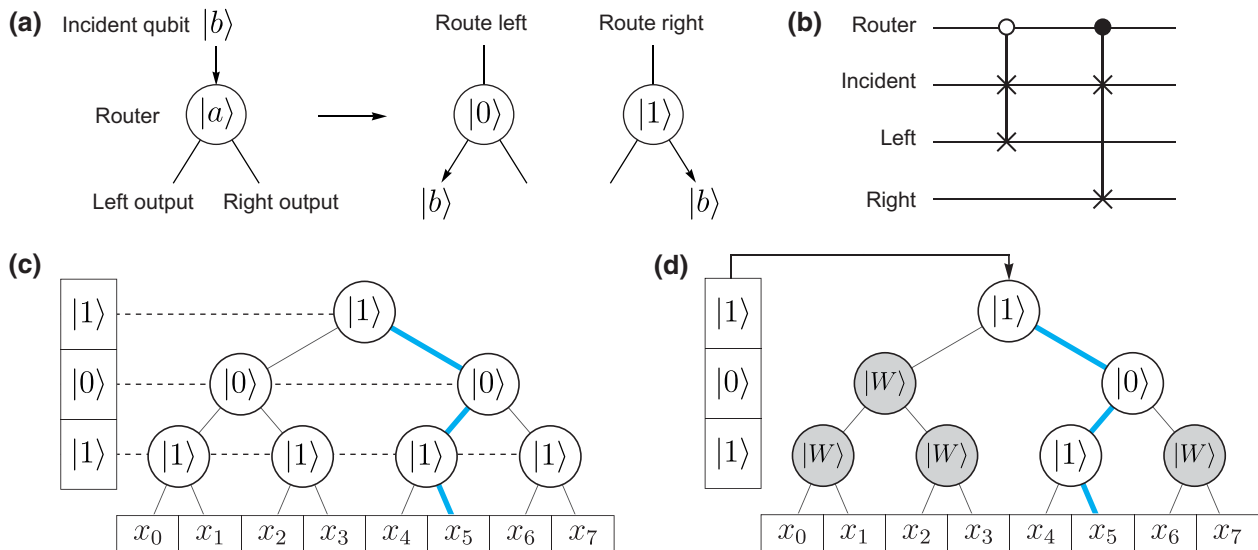 (a) Incident qubit |b⟩ Route left Route right (b) Router
Incident
Router |a⟩ |0⟩ |1⟩ Left
Left output Right output |b⟩ |b⟩ Right
(c) (d)
|1⟩ |1⟩ |1⟩ |1⟩
|0⟩ |0⟩ |0⟩ |0⟩ |W⟩ |0⟩
|1⟩ |1⟩ |1⟩ |1⟩ |1⟩ |1⟩ |W⟩ |W⟩ |1⟩ |W⟩
x₀ x₁ x₂ x₃ x₄ x₅ x₆ x₇ x₀ x₁ x₂ x₃ x₄ x₅ x₆ x₇